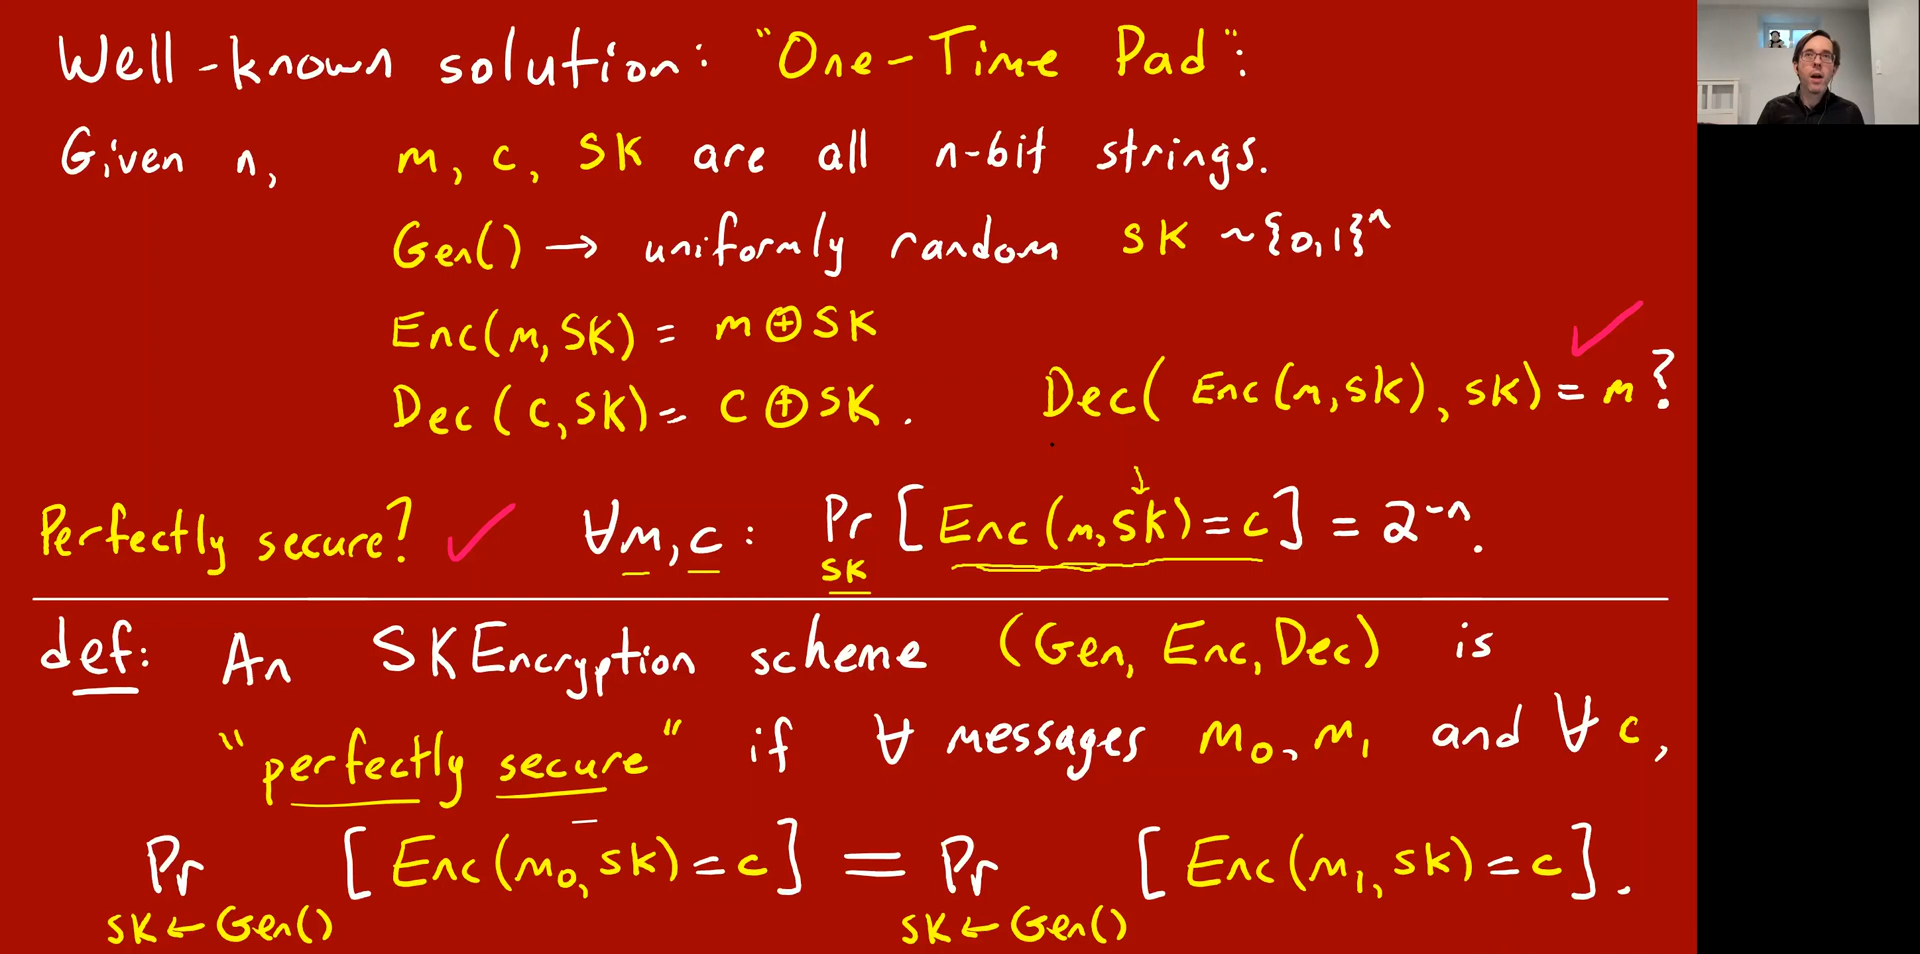 Well-known solution: "One-Time Pad":
Given n, m, c, SK are all n-bit strings.
Gen() → uniformly random SK ~{0,1}ⁿ
Enc(m, SK) = m ⊕ SK
Dec(c, SK) = c ⊕ SK.
Dec( Enc(m, SK), SK) = m ?
Perfectly secure? ✓ ∀m, c: Pr [Enc(m, SK) = c] = 2⁻ⁿ.
SK
def: An SKEncryption scheme (Gen, Enc, Dec) is
"perfectly secure" if ∀ messages m₀, m₁ and ∀ c,
Pr [Enc(m₀, SK) = c] = Pr [Enc(m₁, SK) = c].
SK ← Gen() SK ← Gen()